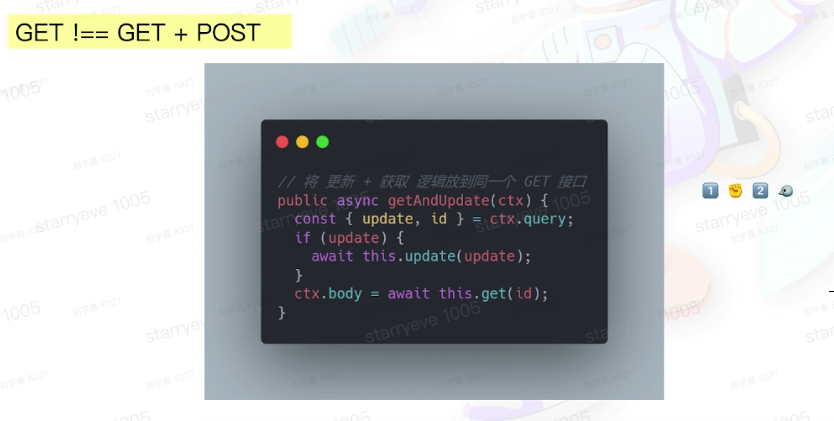 GET !== GET + POST
// 将 更新 + 获取 逻辑放到同一个 GET 接口
public async getAndUpdate(ctx) {
  const { update, id } = ctx.query;
  if (update) {
    await this.update(update);
  }
  ctx.body = await this.get(id);
}
1️⃣ ✊ 2️⃣ 🐦
starryeve 1005